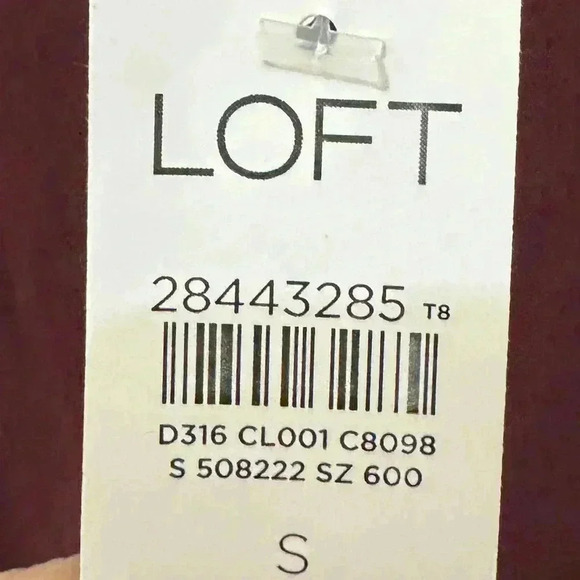 LOFT
28443285 T8
D316 CL001 C8098
S 508222 SZ 600
S